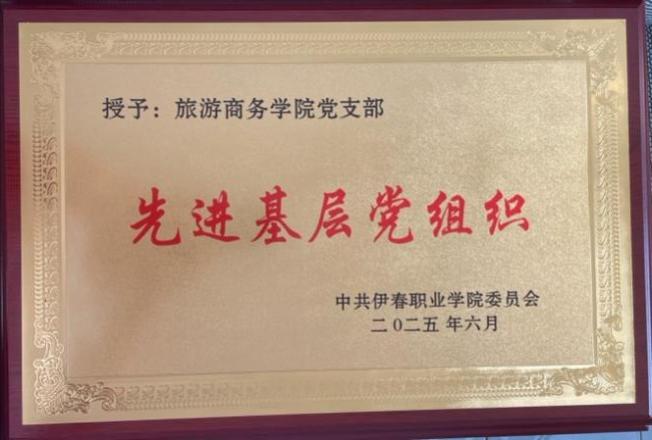 授予：旅游商务学院党支部
先进基层党组织
中共伊春职业学院委员会
二〇二五年六月